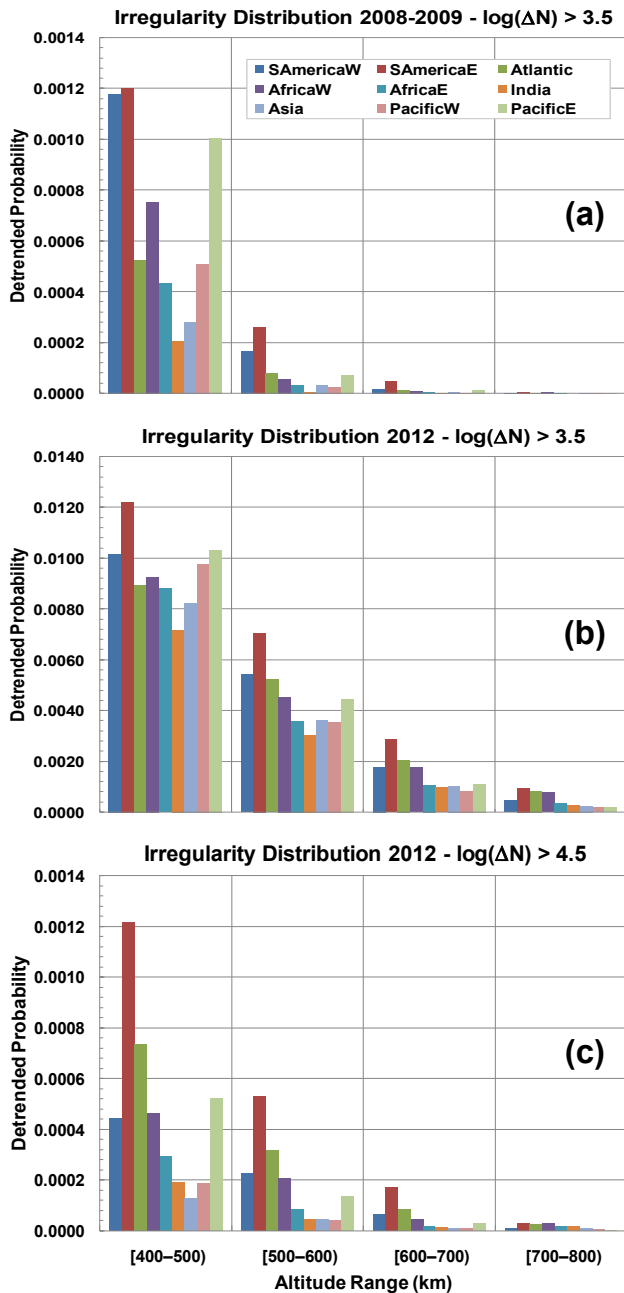 Irregularity Distribution 2008-2009 - log(ΔN) > 3.5
0.0014
0.0012
0.0010
0.0008
0.0006
0.0004
0.0002
0.0000
Detrended Probability
SAmericaW SAmericaE Atlantic
AfricaW AfricaE India
Asia PacificW PacificE
(a)
Irregularity Distribution 2012 - log(ΔN) > 3.5
0.0140
0.0120
0.0100
0.0080
0.0060
0.0040
0.0020
0.0000
Detrended Probability
(b)
Irregularity Distribution 2012 - log(ΔN) > 4.5
0.0014
0.0012
0.0010
0.0008
0.0006
0.0004
0.0002
0.0000
Detrended Probability
(c)
[400–500) [500–600) [600–700) [700–800)
Altitude Range (km)